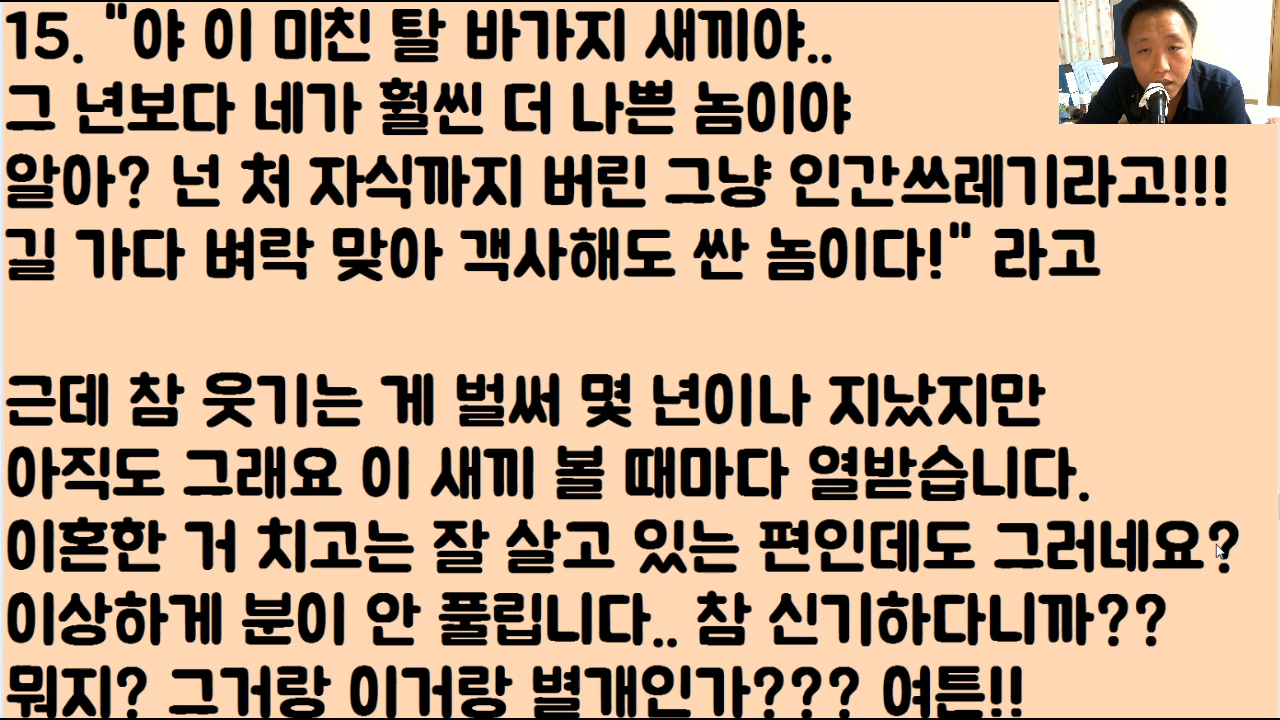 15. "야 이 미친 탈 바가지 새끼야..
그 년보다 네가 훨씬 더 나쁜 놈이야
알아? 넌 처 자식까지 버린 그냥 인간쓰레기라고!!!
길 가다 벼락 맞아 객사해도 싼 놈이다!" 라고
근데 참 웃기는 게 벌써 몇 년이나 지났지만
아직도 그래요 이 새끼 볼 때마다 열받습니다.
이혼한 거 치고는 잘 살고 있는 편인데도 그러네요?
이상하게 분이 안 풀립니다.. 참 신기하다니까??
뭐지? 그거랑 이거랑 별개인가??? 여튼!!